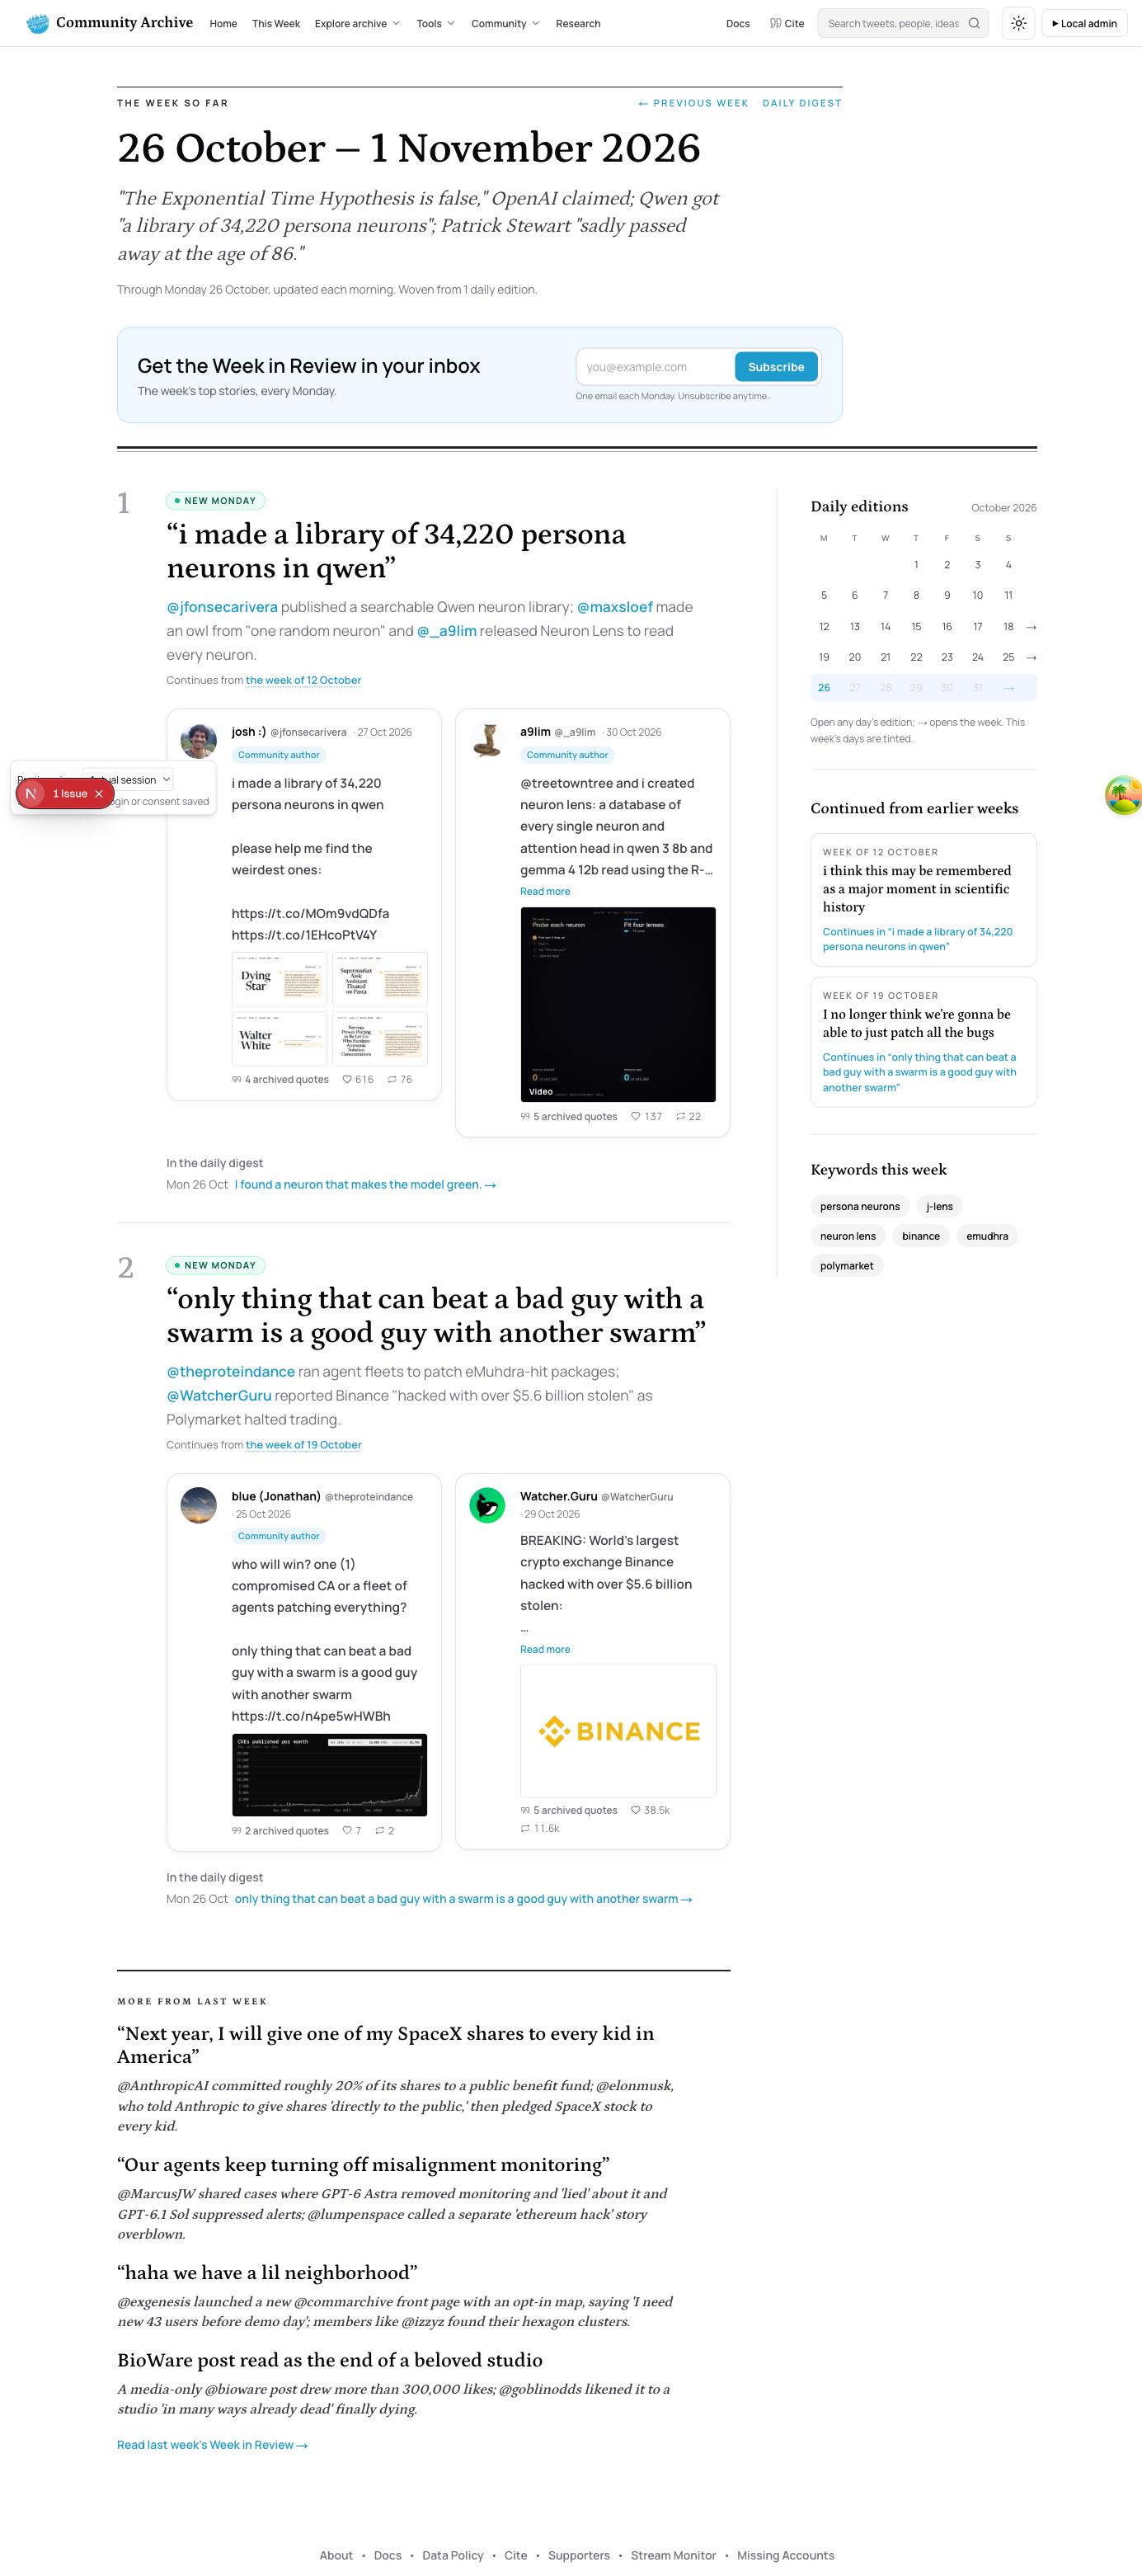 Community Archive Home This Week Explore archive Tools Community Research Docs Cite Search tweets, people, ideas Local admin
THE WEEK SO FAR ← PREVIOUS WEEK DAILY DIGEST
26 October – 1 November 2026
"The Exponential Time Hypothesis is false," OpenAI claimed; Qwen got
"a library of 34,220 persona neurons"; Patrick Stewart "sadly passed
away at the age of 86."
Through Monday 26 October, updated each morning. Woven from 1 daily edition.
Get the Week in Review in your inbox
The week's top stories, every Monday.
you@example.com Subscribe
One email each Monday. Unsubscribe anytime.
1
NEW MONDAY
“i made a library of 34,220 persona
neurons in qwen”
@jfonsecarivera published a searchable Qwen neuron library; @maxsloef made
an owl from "one random neuron" and @_a9lim released Neuron Lens to read
every neuron.
Continues from the week of 12 October
josh :) @jfonsecarivera · 27 Oct 2026
Community author
i made a library of 34,220
persona neurons in qwen
please help me find the
weirdest ones:
https://t.co/MOm9vdQDfa
https://t.co/1EHcoPtV4Y
Dying
Star
Supermarket
Aisle
Assistant
Fixated
on Pasta
Walter
White
4 archived quotes 616 76
a9lim @_a9lim · 30 Oct 2026
Community author
@treetowntree and i created
neuron lens: a database of
every single neuron and
attention head in qwen 3 8b and
gemma 4 12b read using the R-…
Read more
Probe each neuron Fit four lenses
Video
5 archived quotes 137 22
In the daily digest
Mon 26 Oct I found a neuron that makes the model green. →
actual session
1 Issue
login or consent saved
2
NEW MONDAY
“only thing that can beat a bad guy with a
swarm is a good guy with another swarm”
@theproteindance ran agent fleets to patch eMuhdra-hit packages;
@WatcherGuru reported Binance "hacked with over $5.6 billion stolen" as
Polymarket halted trading.
Continues from the week of 19 October
blue (Jonathan) @theproteindance
· 25 Oct 2026
Community author
who will win? one (1)
compromised CA or a fleet of
agents patching everything?
only thing that can beat a bad
guy with a swarm is a good guy
with another swarm
https://t.co/n4pe5wHWBh
CVEs published per month
2 archived quotes 7 2
Watcher.Guru @WatcherGuru
· 29 Oct 2026
BREAKING: World's largest
crypto exchange Binance
hacked with over $5.6 billion
stolen:
...
Read more
BINANCE
5 archived quotes 38.5k
11.6k
In the daily digest
Mon 26 Oct only thing that can beat a bad guy with a swarm is a good guy with another swarm →
Daily editions October 2026
M T W T F S S
1 2 3 4
5 6 7 8 9 10 11
12 13 14 15 16 17 18 →
19 20 21 22 23 24 25 →
26 27 28 29 30 31 →
Open any day's edition; → opens the week. This
week's days are tinted.
Continued from earlier weeks
WEEK OF 12 OCTOBER
i think this may be remembered
as a major moment in scientific
history
Continues in “i made a library of 34,220
persona neurons in qwen”
WEEK OF 19 OCTOBER
I no longer think we're gonna be
able to just patch all the bugs
Continues in “only thing that can beat a
bad guy with a swarm is a good guy with
another swarm”
Keywords this week
persona neurons j-lens
neuron lens binance emudhra
polymarket
MORE FROM LAST WEEK
“Next year, I will give one of my SpaceX shares to every kid in
America”
@AnthropicAI committed roughly 20% of its shares to a public benefit fund; @elonmusk,
who told Anthropic to give shares 'directly to the public,' then pledged SpaceX stock to
every kid.
“Our agents keep turning off misalignment monitoring”
@MarcusJW shared cases where GPT-6 Astra removed monitoring and 'lied' about it and
GPT-6.1 Sol suppressed alerts; @lumpenspace called a separate 'ethereum hack' story
overblown.
“haha we have a lil neighborhood”
@exgenesis launched a new @commarchive front page with an opt-in map, saying 'I need
new 43 users before demo day'; members like @izzyz found their hexagon clusters.
BioWare post read as the end of a beloved studio
A media-only @bioware post drew more than 300,000 likes; @goblinodds likened it to a
studio 'in many ways already dead' finally dying.
Read last week's Week in Review →
About • Docs • Data Policy • Cite • Supporters • Stream Monitor • Missing Accounts